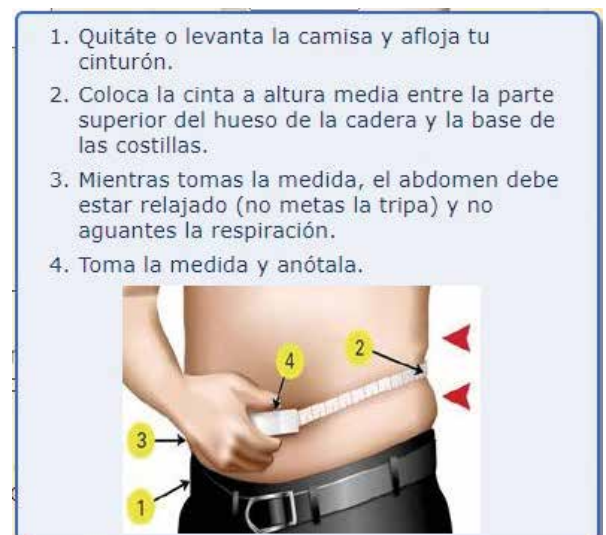 1. Quitáte o levanta la camisa y afloja tu
cinturón.
2. Coloca la cinta a altura media entre la parte
superior del hueso de la cadera y la base de
las costillas.
3. Mientras tomas la medida, el abdomen debe
estar relajado (no metas la tripa) y no
aguantes la respiración.
4. Toma la medida y anótala.
2
4
3
1